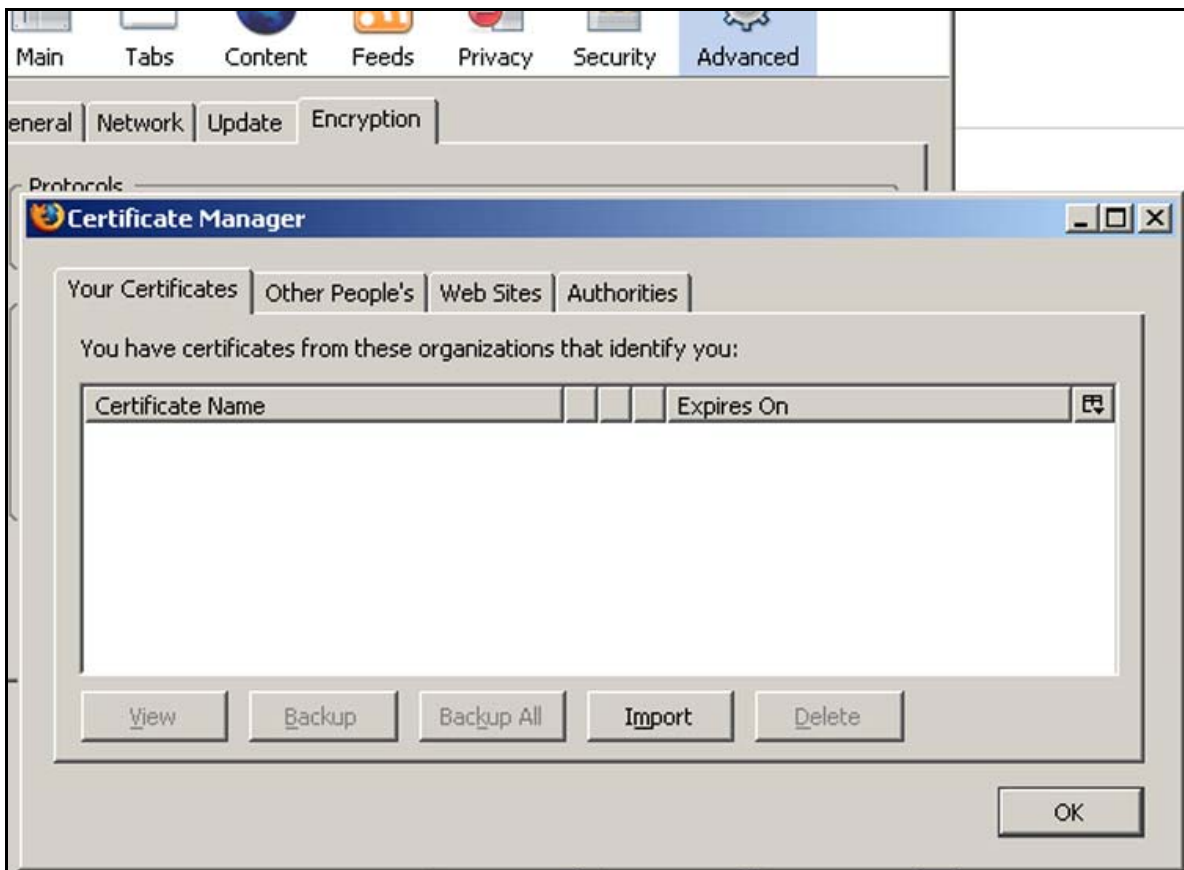 Main Tabs Content Feeds Privacy Security Advanced
eneral Network Update Encryption
Protocols
Certificate Manager
Your Certificates Other People's Web Sites Authorities
You have certificates from these organizations that identify you:
Certificate Name Expires On
View Backup Backup All Import Delete
OK